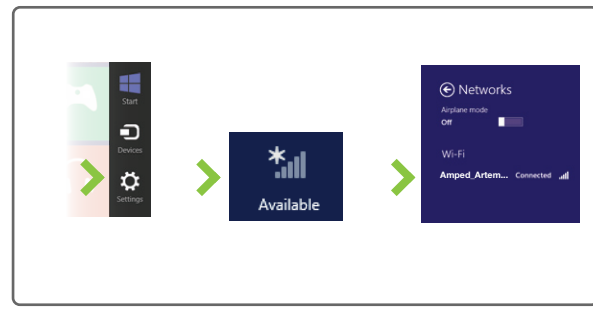 Start
Devices
Settings
Available
Networks
Airplane mode
Off
Wi-Fi
Amped_Artem... Connected